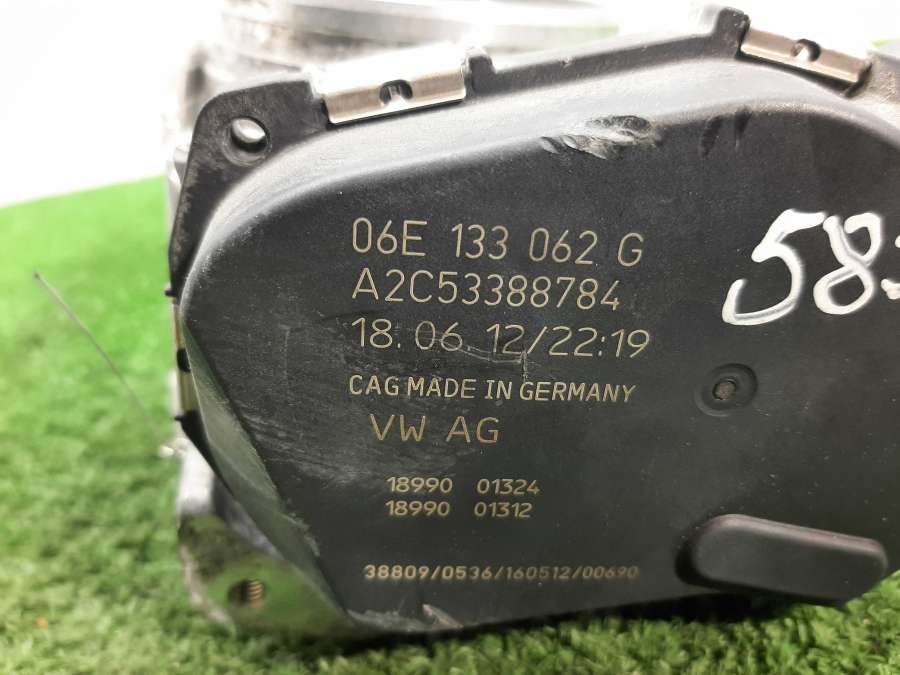 06E 133 062 G
A2C53388784
18.06.12/22:19
CAG MADE IN GERMANY
VW AG
18990 01324
18990 01312
38809/0536/160512/00690